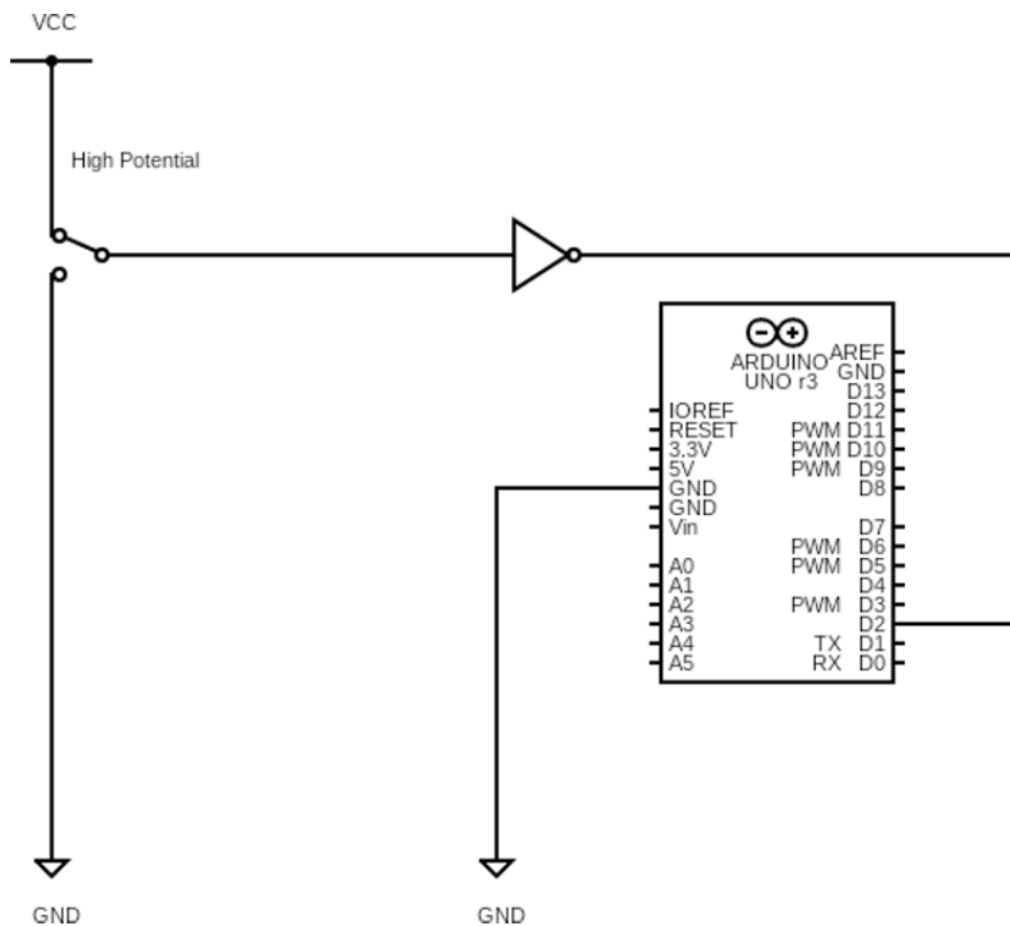 VCC
High Potential
ARDUINO
UNO r3
AREF
GND
D13
IOREF D12
RESET PWM D11
3.3V PWM D10
5V PWM D9
GND D8
GND
Vin D7
PWM D6
A0 PWM D5
A1 D4
A2 PWM D3
A3 D2
A4 TX D1
A5 RX D0
GND GND